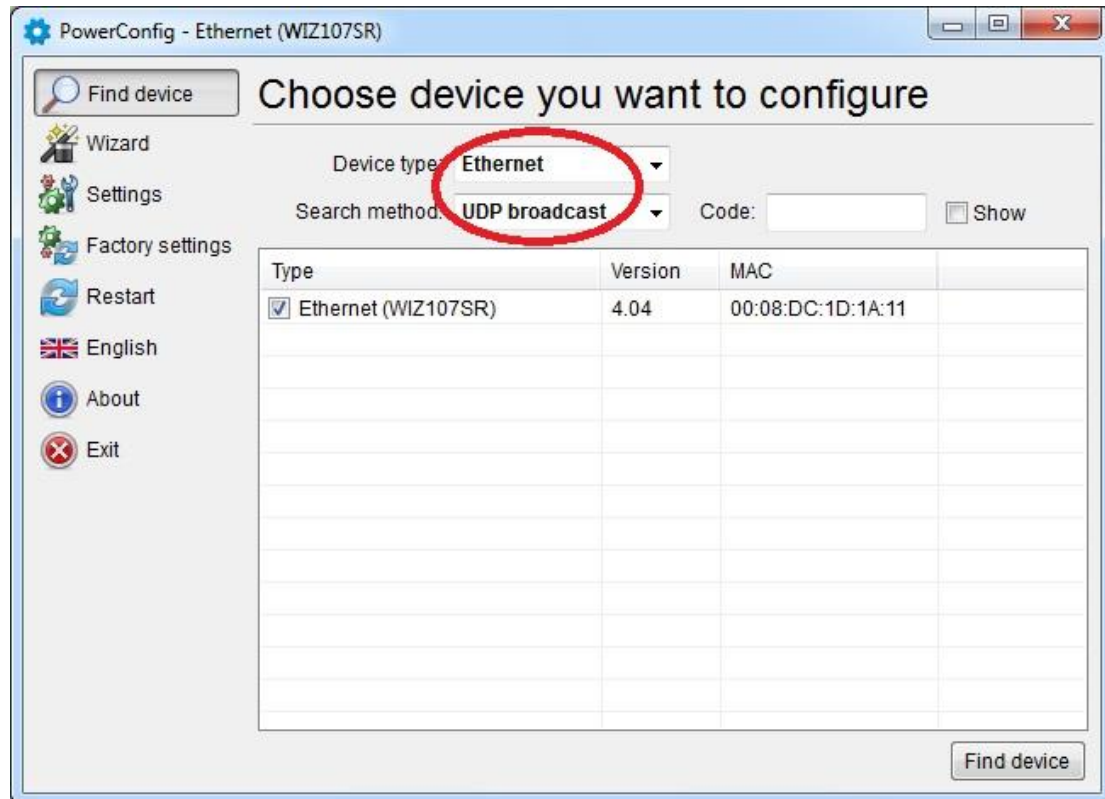 PowerConfig - Ethernet (WIZ107SR)
Find device
Wizard
Settings
Factory settings
Restart
English
About
Exit
Choose device you want to configure
Device type: Ethernet
Search method: UDP broadcast Code: Show
Type Version MAC
Ethernet (WIZ107SR) 4.04 00:08:DC:1D:1A:11
Find device